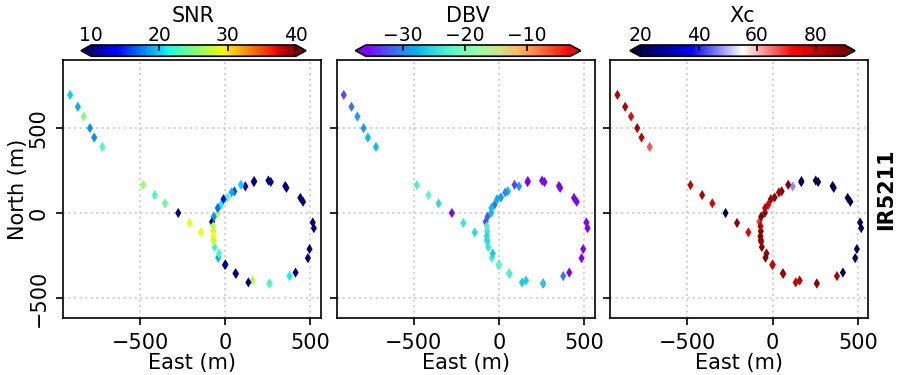 SNR DBV Xc
10 20 30 40 −30 −20 −10 20 40 60 80
North (m)
500
0
−500
IR5211
−500 0 500 −500 0 500 −500 0 500
East (m) East (m) East (m)